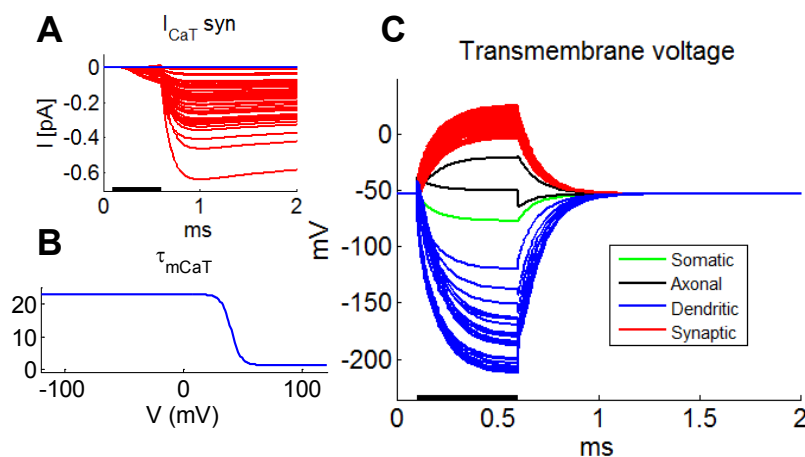 A
I_CaT syn
0
-0.2
-0.4
-0.6
I [pA]
0
1
2
ms
B
τ_mCaT
20
10
0
-100
0
100
V (mV)
C
Transmembrane voltage
0
-50
-100
-150
-200
mV
Somatic
Axonal
Dendritic
Synaptic
0
0.5
1
1.5
2
ms